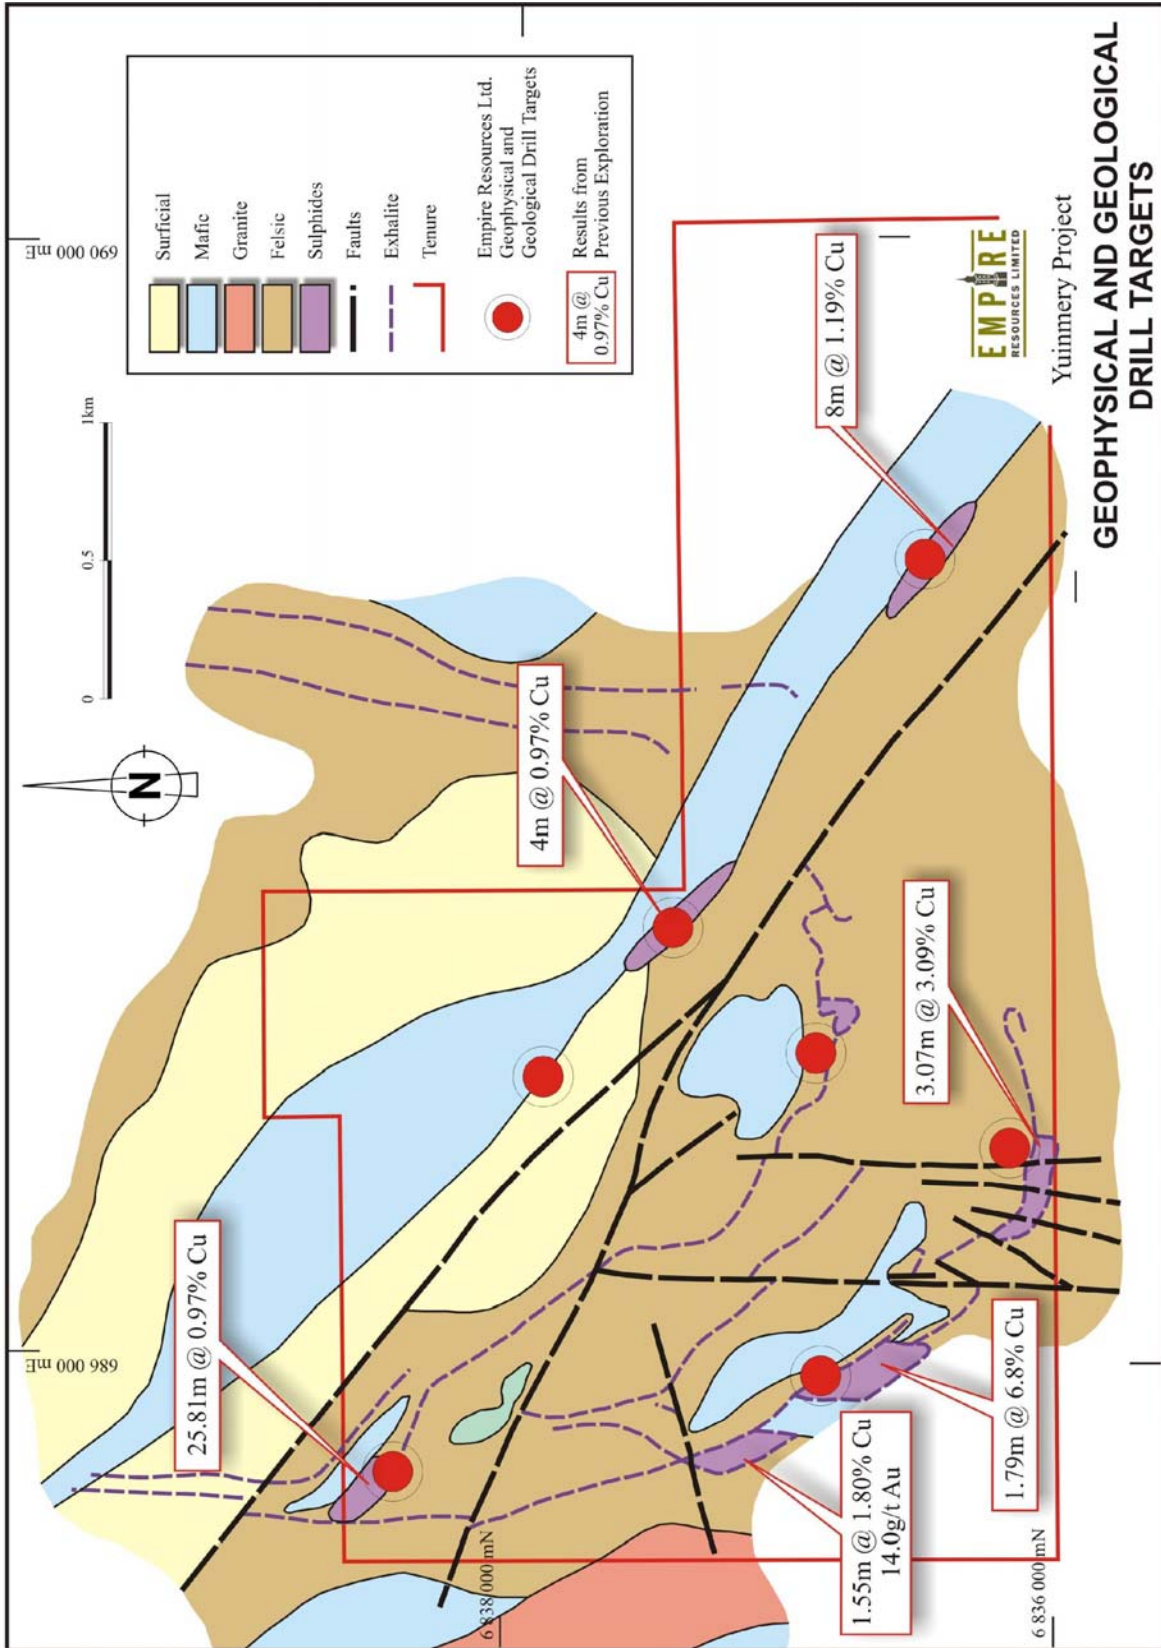 690 000 mE
686 000 mE
6 838 000 mN
6 836 000 mN
0
0.5
1km
N
Surficial
Mafic
Granite
Felsic
Sulphides
Faults
Exhalite
Tenure
Empire Resources Ltd.
Geophysical and
Geological Drill Targets
4m @
0.97% Cu
Results from
Previous Exploration
25.81m @ 0.97% Cu
4m @ 0.97% Cu
8m @ 1.19% Cu
3.07m @ 3.09% Cu
1.55m @ 1.80% Cu
14.0g/t Au
1.79m @ 6.8% Cu
EMPIRE
RESOURCES LIMITED
Yuinmery Project
GEOPHYSICAL AND GEOLOGICAL
DRILL TARGETS